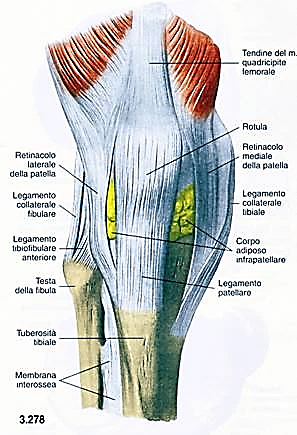 Tendine del m.
quadricipite
femorale
Rotula
Retinacolo
mediale
della patella
Legamento
collaterale
tibiale
Corpo
adiposo
infrapatellare
Legamento
patellare
Retinacolo
laterale
della patella
Legamento
collaterale
fibulare
Legamento
tibiofibulare
anteriore
Testa
della fibula
Tuberosità
tibiale
Membrana
interossea
3.278